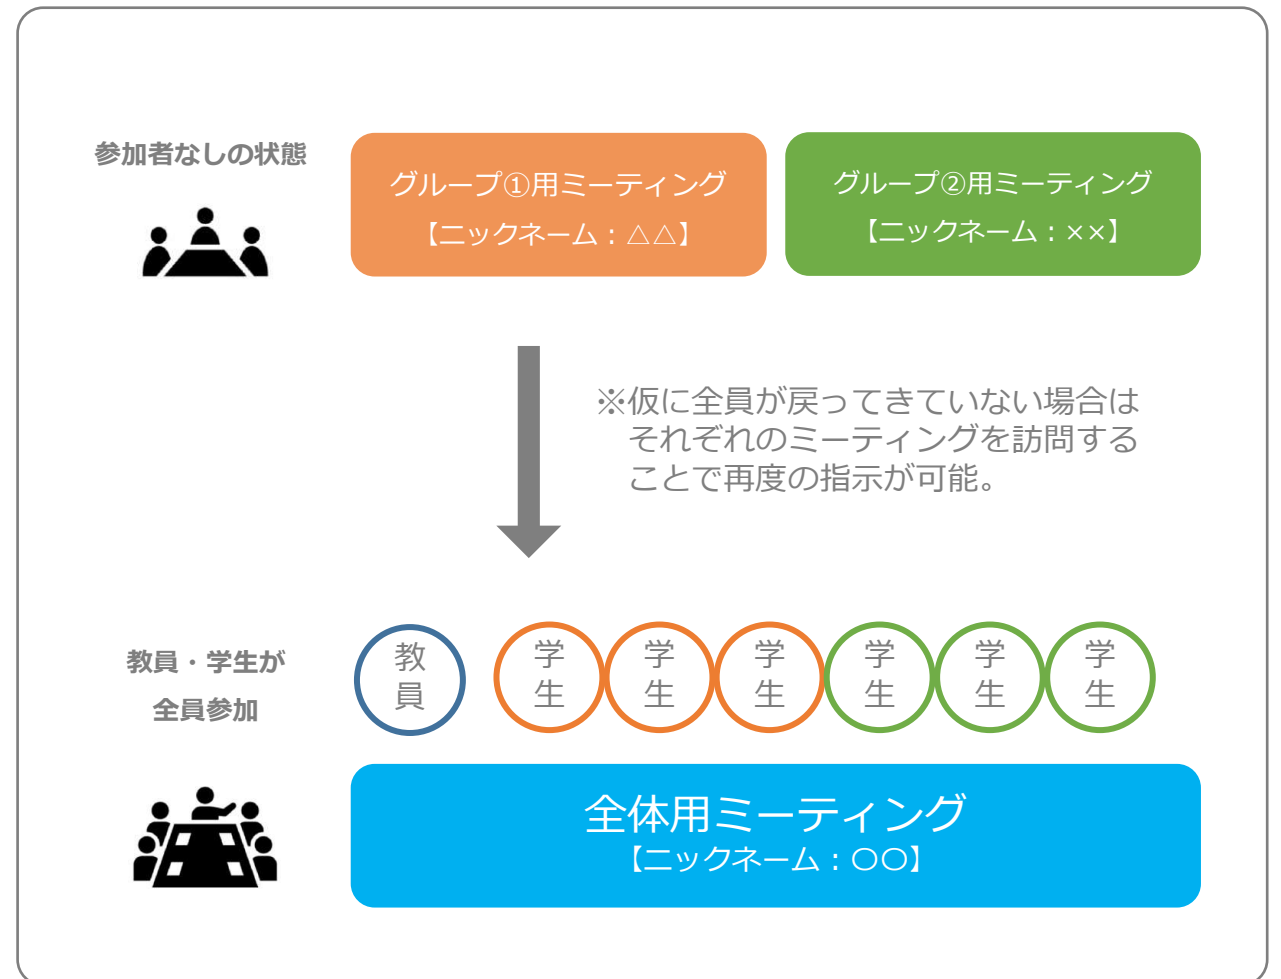 参加者なしの状態
グループ①用ミーティング
【ニックネーム：△△】
グループ②用ミーティング
【ニックネーム：××】
※仮に全員が戻ってきていない場合は
それぞれのミーティングを訪問する
ことで再度の指示が可能。
教員・学生が
全員参加
教員
学生
学生
学生
学生
学生
学生
全体用ミーティング
【ニックネーム：〇〇】